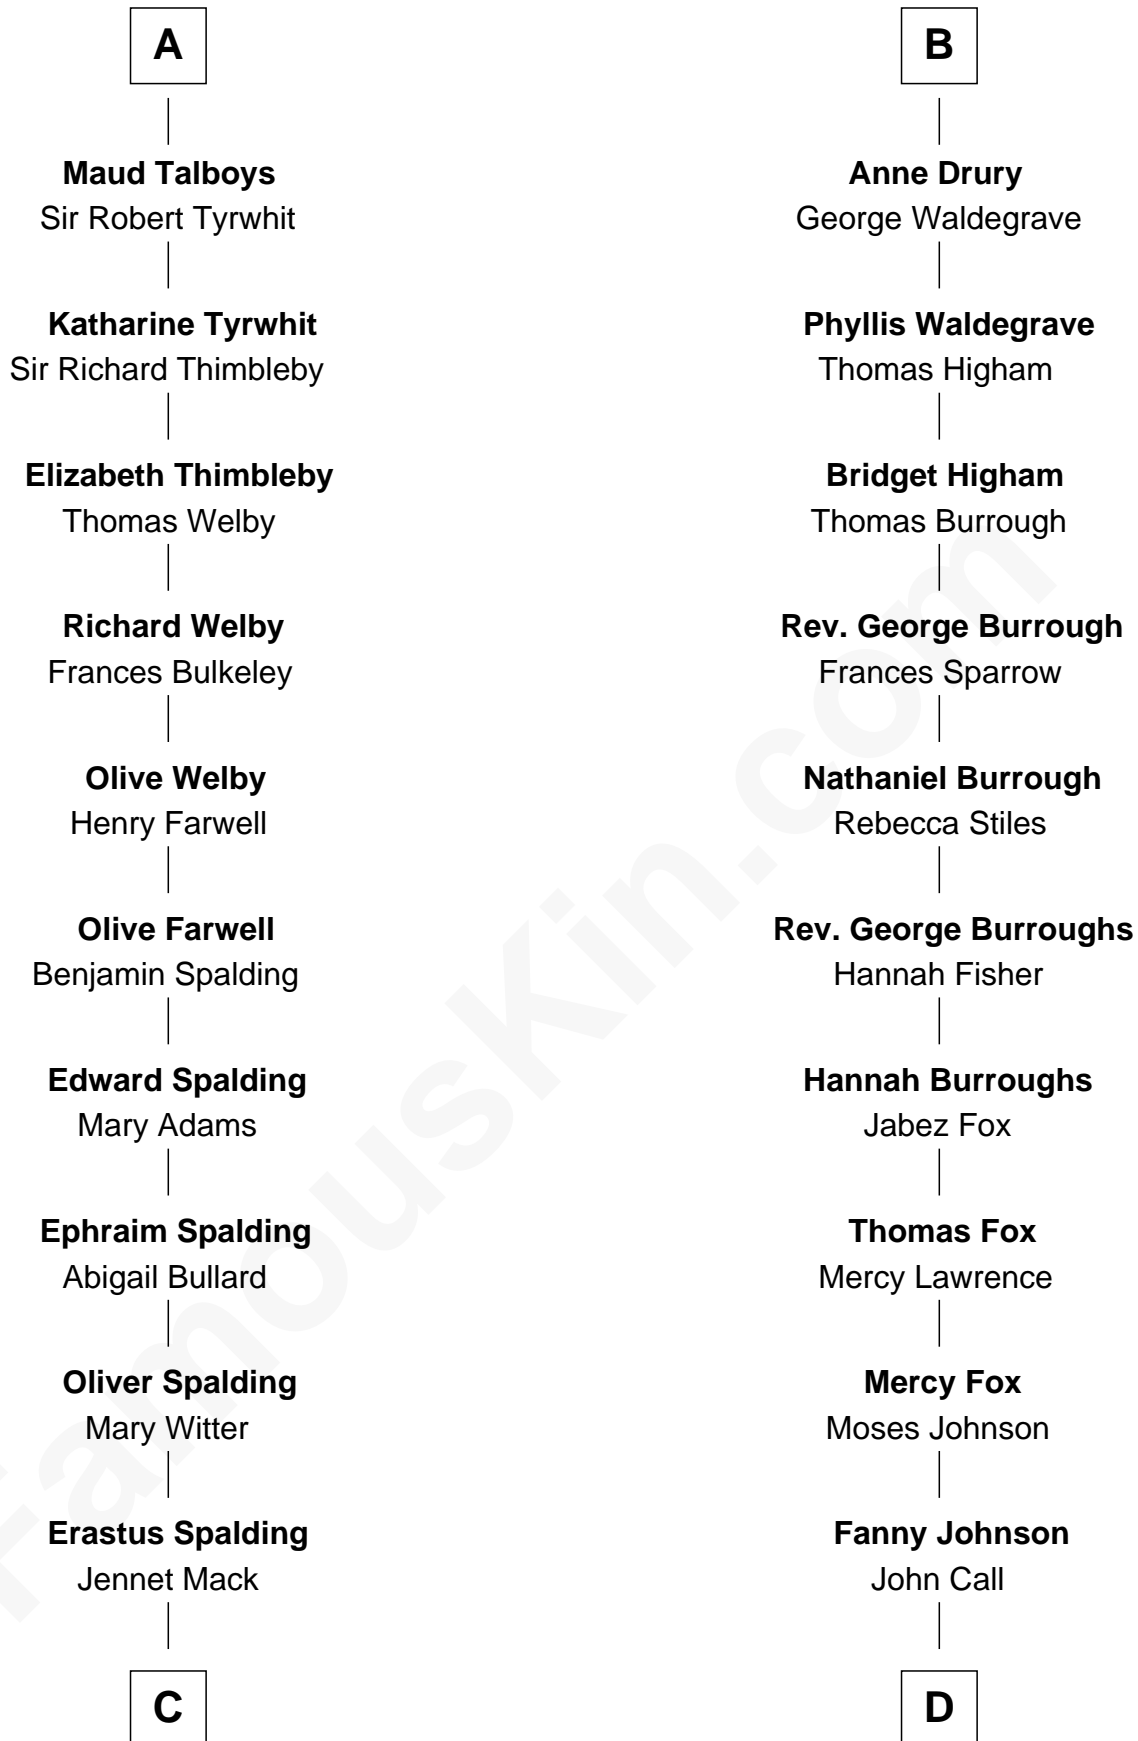 A
Maud Talboys
Sir Robert Tyrwhit
Katharine Tyrwhit
Sir Richard Thimbleby
Elizabeth Thimbleby
Thomas Welby
Richard Welby
Frances Bulkeley
Olive Welby
Henry Farwell
Olive Farwell
Benjamin Spalding
Edward Spalding
Mary Adams
Ephraim Spalding
Abigail Bullard
Oliver Spalding
Mary Witter
Erastus Spalding
Jennet Mack
C
B
Anne Drury
George Waldegrave
Phyllis Waldegrave
Thomas Higham
Bridget Higham
Thomas Burrough
Rev. George Burrough
Frances Sparrow
Nathaniel Burrough
Rebecca Stiles
Rev. George Burroughs
Hannah Fisher
Hannah Burroughs
Jabez Fox
Thomas Fox
Mercy Lawrence
Mercy Fox
Moses Johnson
Fanny Johnson
John Call
D
FamousKin.com